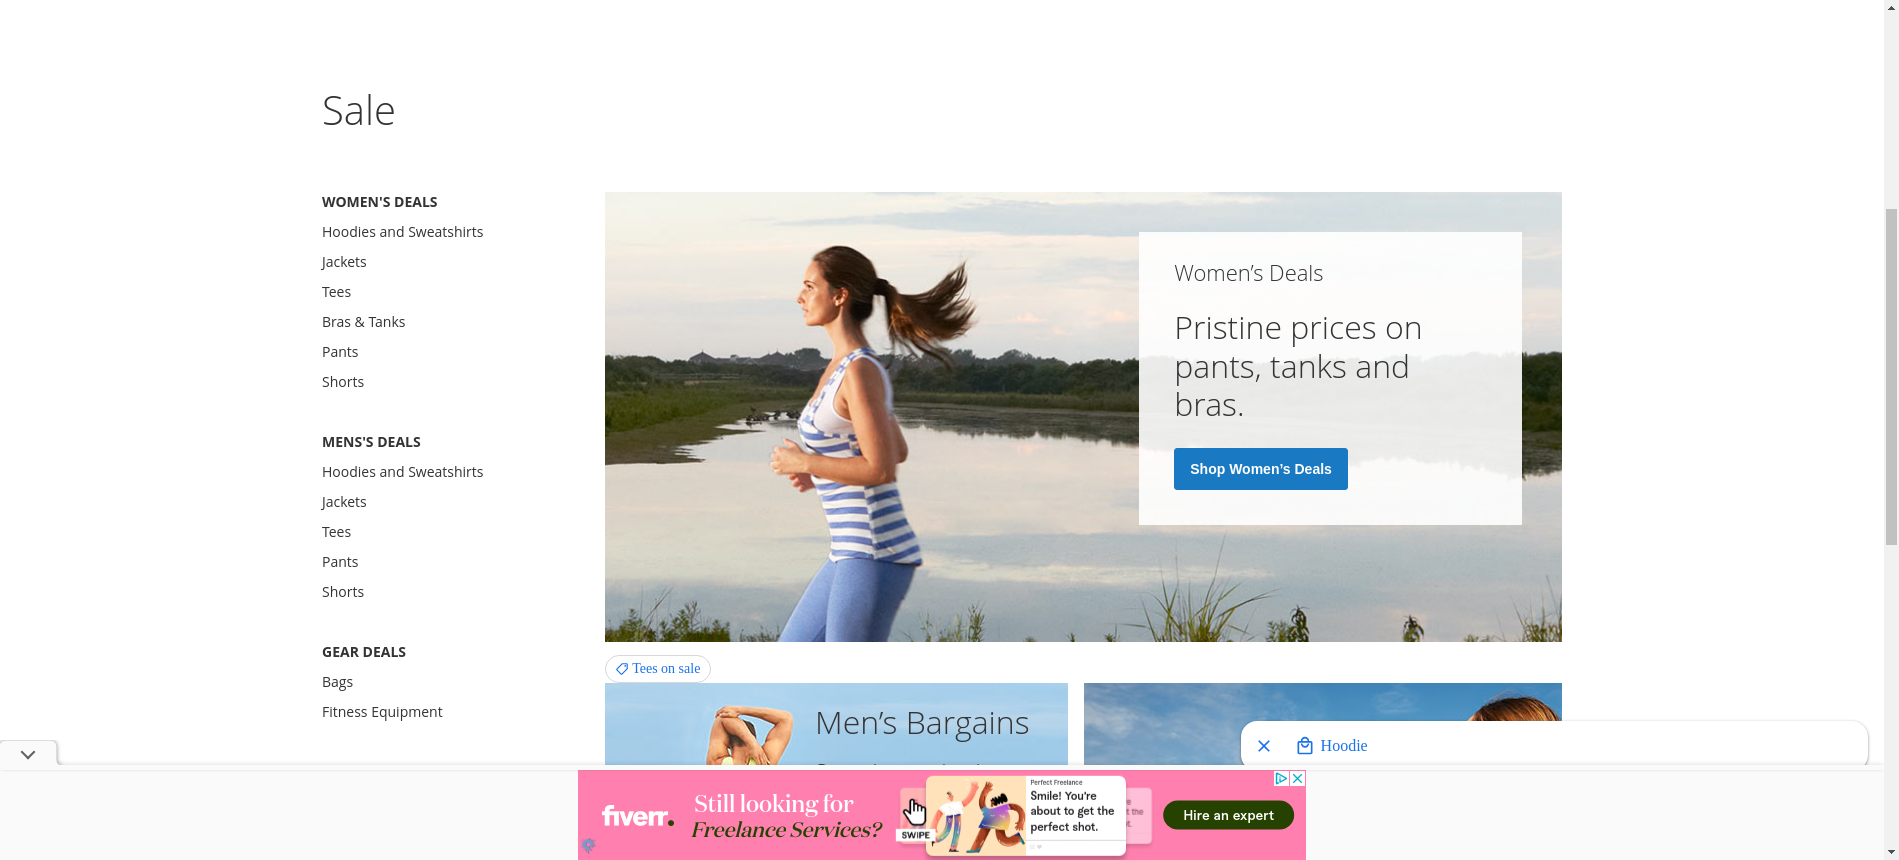 Sale
WOMEN'S DEALS
Hoodies and Sweatshirts
Jackets
Tees
Bras & Tanks
Pants
Shorts
MENS'S DEALS
Hoodies and Sweatshirts
Jackets
Tees
Pants
Shorts
GEAR DEALS
Bags
Fitness Equipment
Women’s Deals
Pristine prices on
pants, tanks and
bras.
Shop Women’s Deals
Tees on sale
Men’s Bargains
Hoodie
fiverr.
Still looking for
Freelance Services?
SWIPE
Perfect Freelance
Smile! You're
about to get the
perfect shot.
Hire an expert